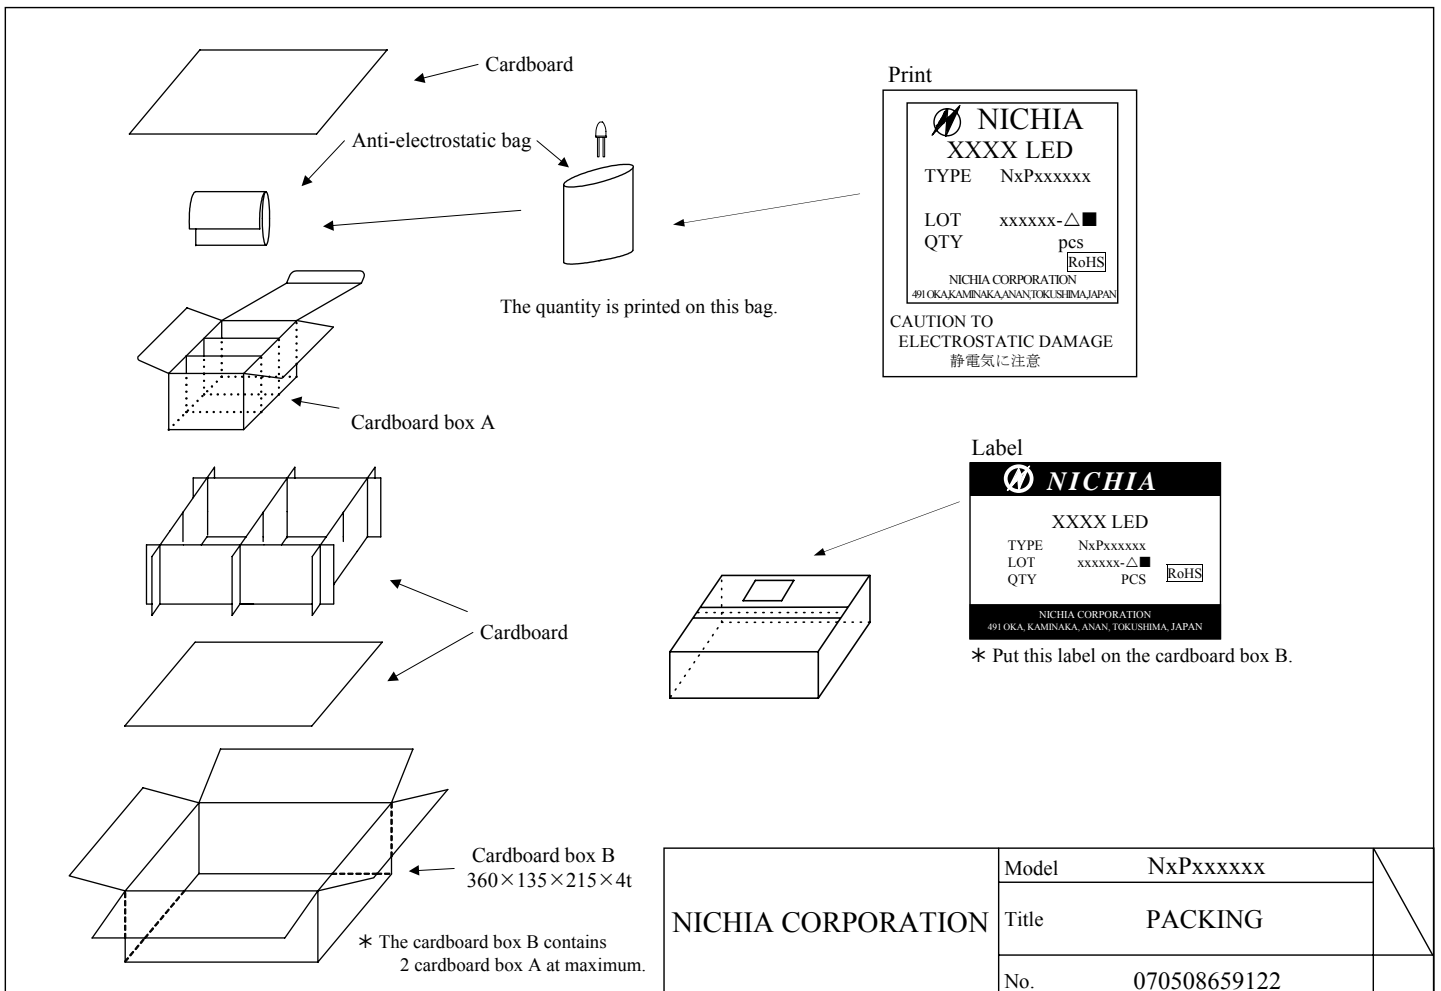 Cardboard
Anti-electrostatic bag
The quantity is printed on this bag.
Cardboard box A
Cardboard
Cardboard box B
360×135×215×4t
＊ The cardboard box B contains
2 cardboard box A at maximum.
Print
NICHIA
XXXX LED
TYPE NxPxxxxxx
LOT xxxxxx-△■
QTY pcs
RoHS
NICHIA CORPORATION
491 OKA,KAMINAKA,ANAN,TOKUSHIMA,JAPAN
CAUTION TO
ELECTROSTATIC DAMAGE
静電気に注意
Label
NICHIA
XXXX LED
TYPE NxPxxxxxx
LOT xxxxxx-△■
QTY PCS RoHS
NICHIA CORPORATION
491 OKA, KAMINAKA, ANAN, TOKUSHIMA, JAPAN
＊ Put this label on the cardboard box B.
NICHIA CORPORATION
Model NxPxxxxxx
Title PACKING
No. 070508659122